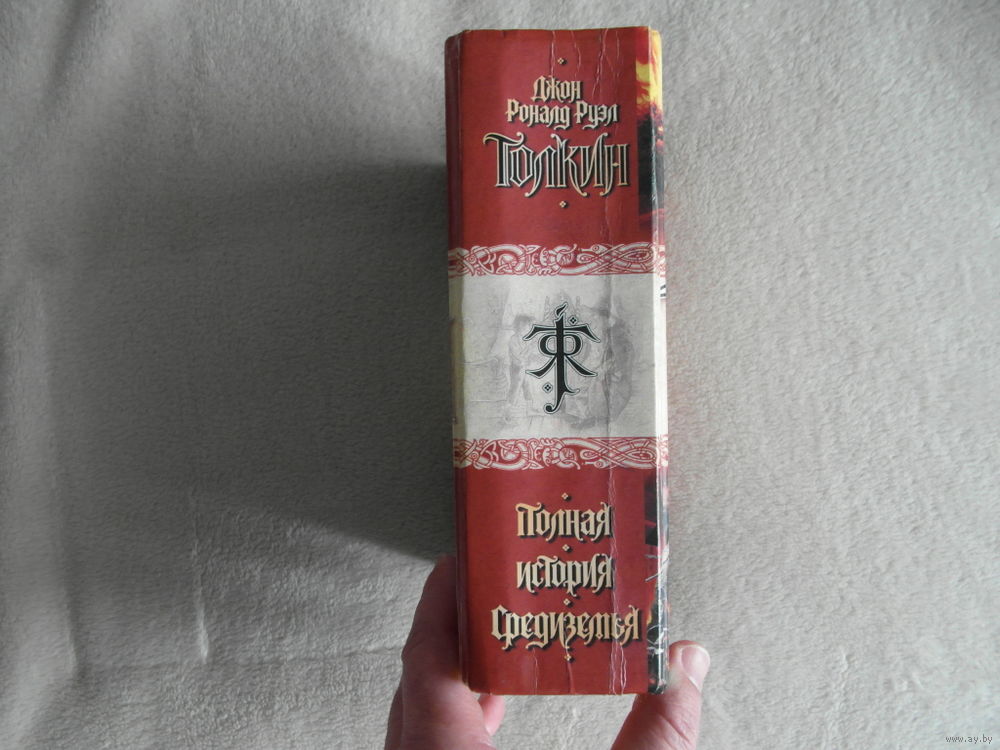 Джон
Роналд Руэл
Толкин
Полная
история
Средиземья
www.ay.by